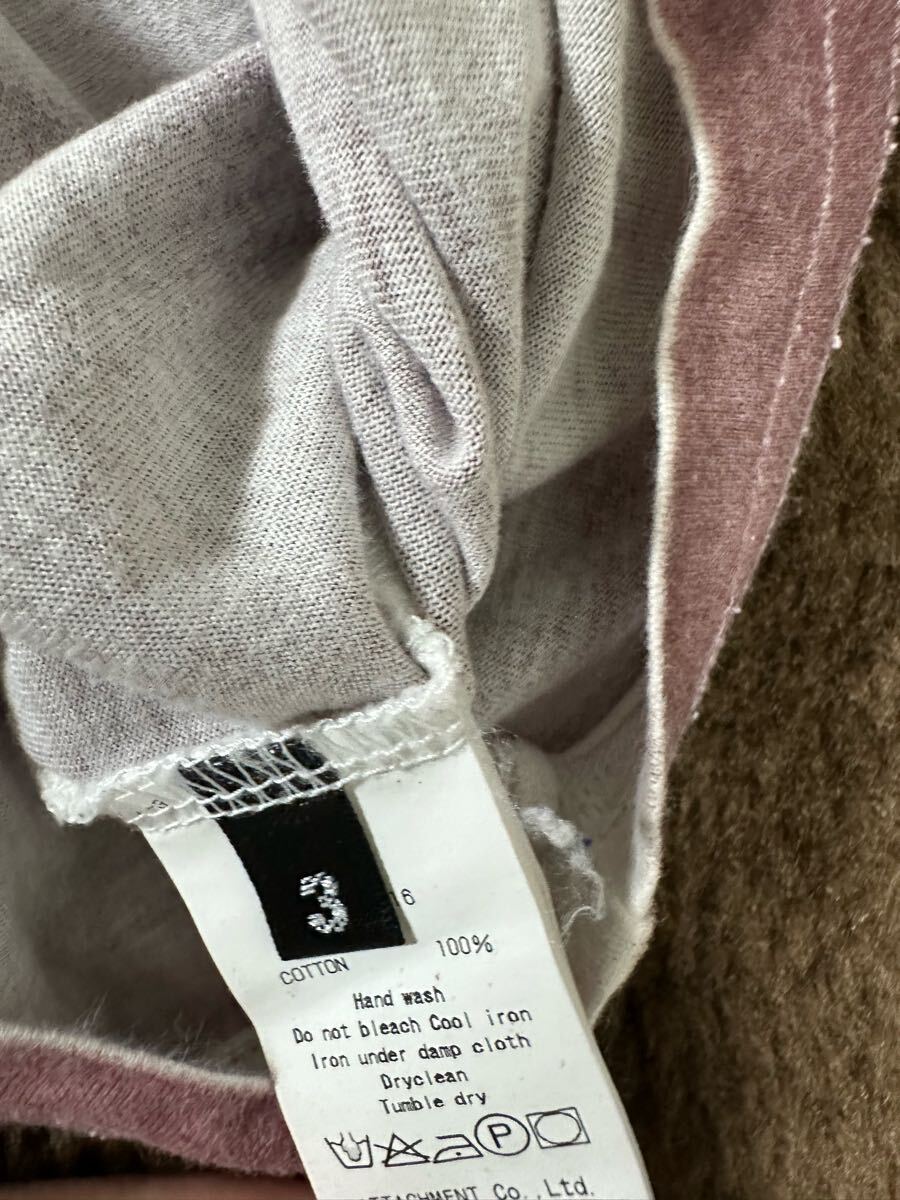 3
6
COTTON 100%
Hand wash
Do not bleach Cool iron
Iron under damp cloth
Dryclean
Tumble dry
P
ATTACHMENT Co.,Ltd.